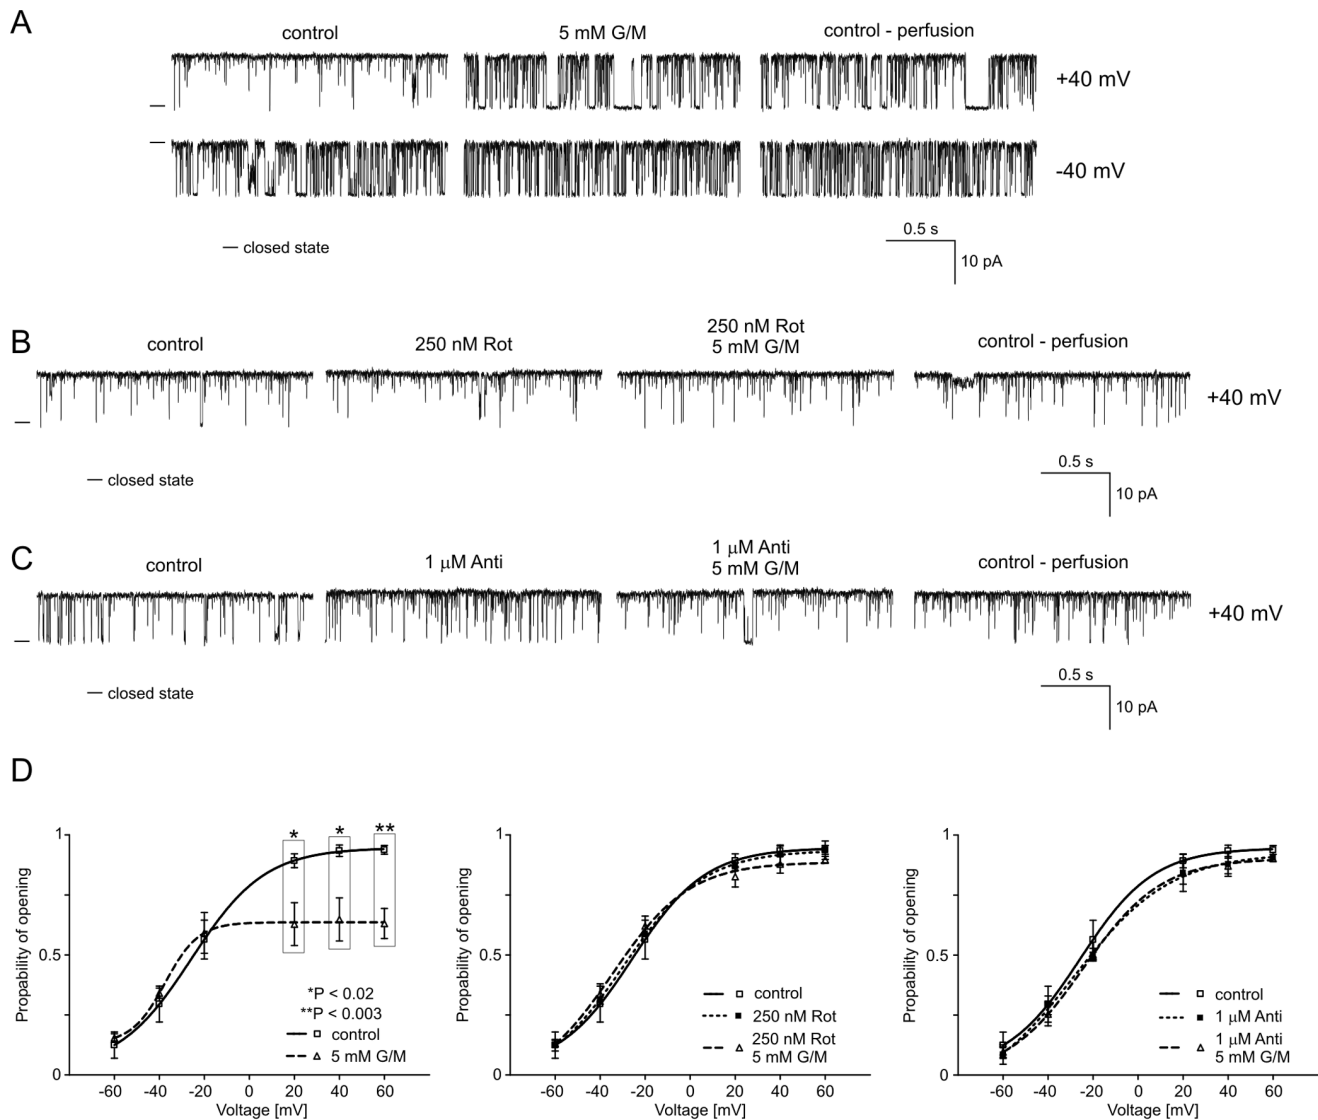 A
control
5 mM G/M
control - perfusion
+40 mV
-40 mV
closed state
0.5 s
10 pA
B
control
250 nM Rot
250 nM Rot
5 mM G/M
control - perfusion
+40 mV
closed state
0.5 s
10 pA
C
control
1 μM Anti
1 μM Anti
5 mM G/M
control - perfusion
+40 mV
closed state
0.5 s
10 pA
D
Propability of opening
1
0.5
0
* * **
*P < 0.02
**P < 0.003
control
5 mM G/M
-60 -40 -20 0 20 40 60
Voltage [mV]
Propability of opening
1
0.5
0
control
250 nM Rot
250 nM Rot
5 mM G/M
-60 -40 -20 0 20 40 60
Voltage [mV]
Propability of opening
1
0.5
0
control
1 μM Anti
1 μM Anti
5 mM G/M
-60 -40 -20 0 20 40 60
Voltage [mV]